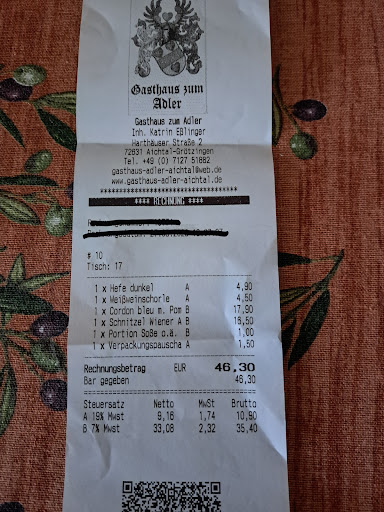 Gasthaus zum
Adler
Gasthaus zum Adler
Inh. Katrin Eßlinger
Harthäuser Straße 2
72631 Aichtal-Grötzingen
Tel. +49 (0) 7127 51862
gasthaus-adler-aichtal@web.de
www.gasthaus-adler-aichtal.de
**************************************
**** RECHNUNG ****
# 10
Tisch: 17
1 x Hefe dunkel A 4,90
1 x Weißweinschorle A 4,50
1 x Cordon bleu m. Pom B 17,90
1 x Schnitzel Wiener A B 16,50
1 x Portion Soße o.ä. B 1,00
1 x Verpackungspauscha A 1,50
Rechnungsbetrag EUR 46,30
Bar gegeben 46,30
Steuersatz Netto MwSt Brutto
A 19% Mwst 9,16 1,74 10,90
B 7% Mwst 33,08 2,32 35,40